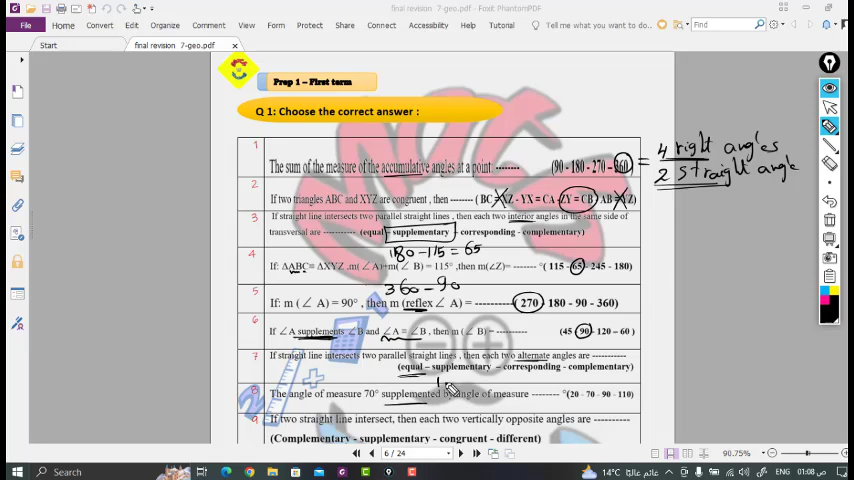 final revision 7-geo.pdf - Foxit PhantomPDF
File Home Convert Edit Organize Comment View Form Protect Share Connect Help Tutorial Tell me what you want to do... Find
Start final revision 7-geo.pdf
Prep 1 – First term
Q 1: Choose the correct answer :
1
The sum of the measure of the accumulative angles at a point -------- (90 - 180 - 270 - 360) = 4 right angles
2 straight angle
2
If two triangles ABC and XYZ are congruent , then -------- ( BC = XZ - YX = CA - ZY = CB - AB = YZ)
3 If straight line intersects two parallel straight lines , then each two interior angles in the same side of
transversal are ----------- (equal – supplementary – corresponding - complementary)
180 - 115 = 65
4
If: ΔABC ≡ ΔXYZ ,m(∠ A)+m(∠ B) = 115° , then m(∠Z)= ------- °( 115 - 65 - 245 - 180)
360 - 90
5
If: m (∠ A) = 90° , then m (reflex∠ A) = ---------- (270 - 180 - 90 - 360)
6
If ∠A supplements ∠B and ∠A = ∠B , then m (∠ B) = ---------- (45 - 90 - 120 – 60 )
7 If straight line intersects two parallel straight lines , then each two alternate angles are -----------
(equal – supplementary – corresponding - complementary)
8
The angle of measure 70° supplemented by angle of measure -------- °(20 - 70 - 90 - 110)
9 If two straight line intersect, then each two vertically opposite angles are ----------
(Complementary - supplementary - congruent - different)
6 / 24 90.75%
Search 14°C غائم غالبًا ENG 01:08 ص